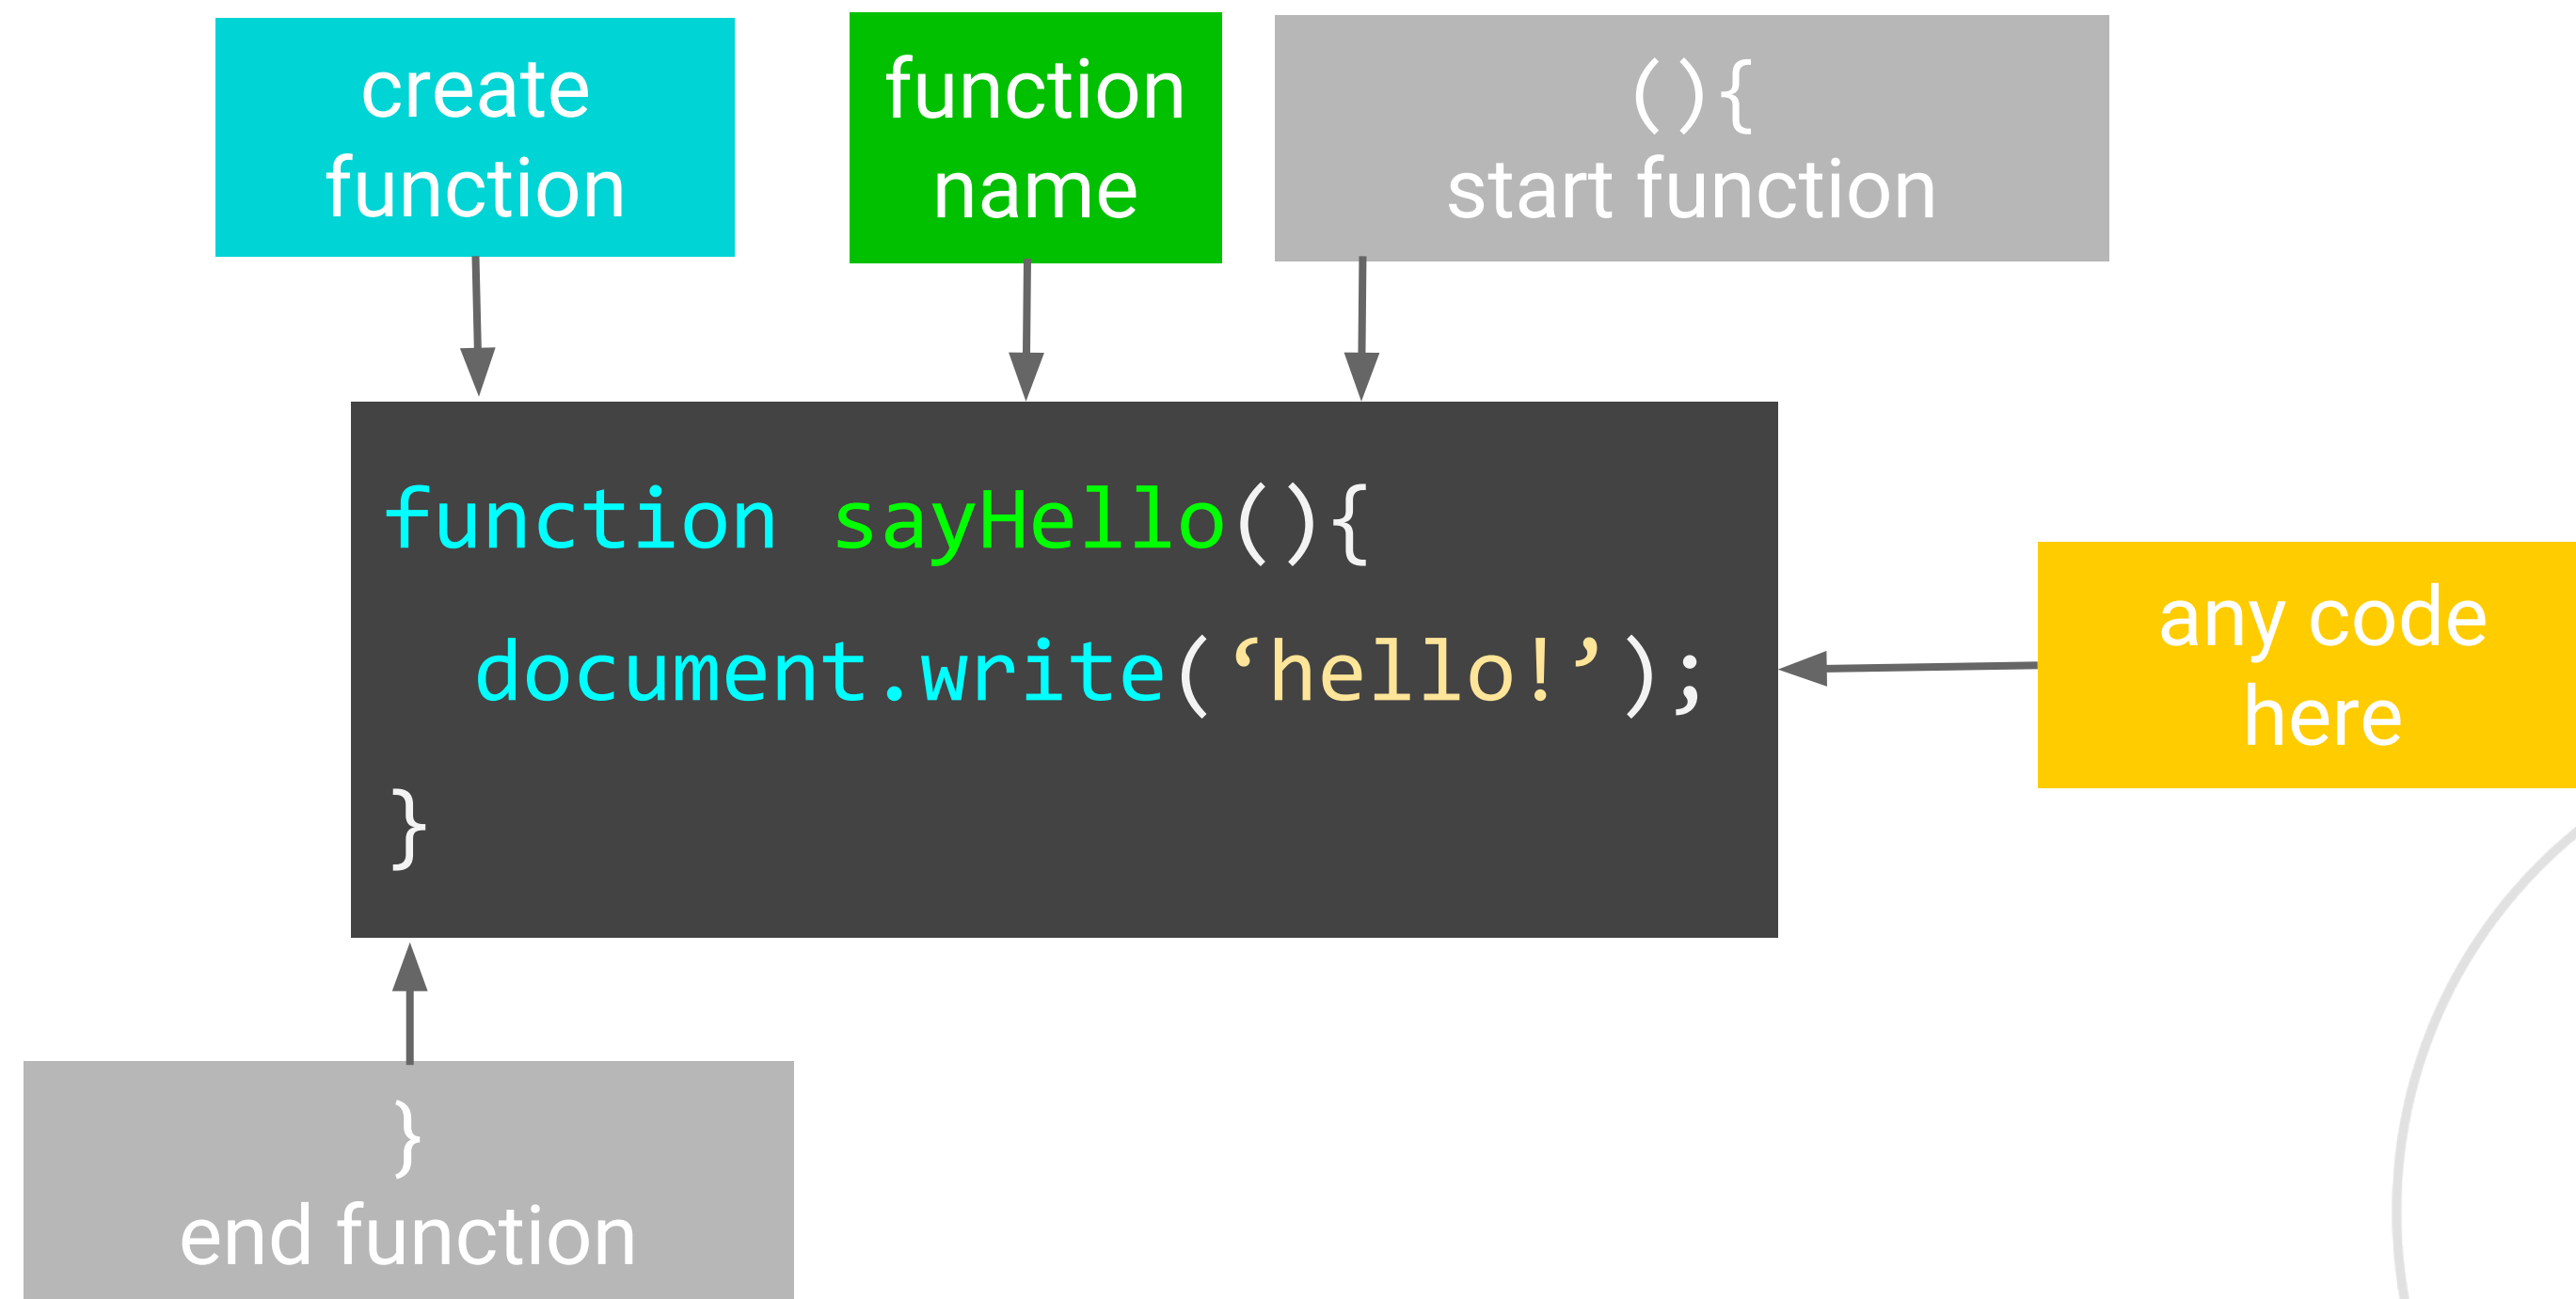 create
function
function
name
(){
start function
function sayHello(){
document.write(‘hello!’);
}
any code
here
}
end function